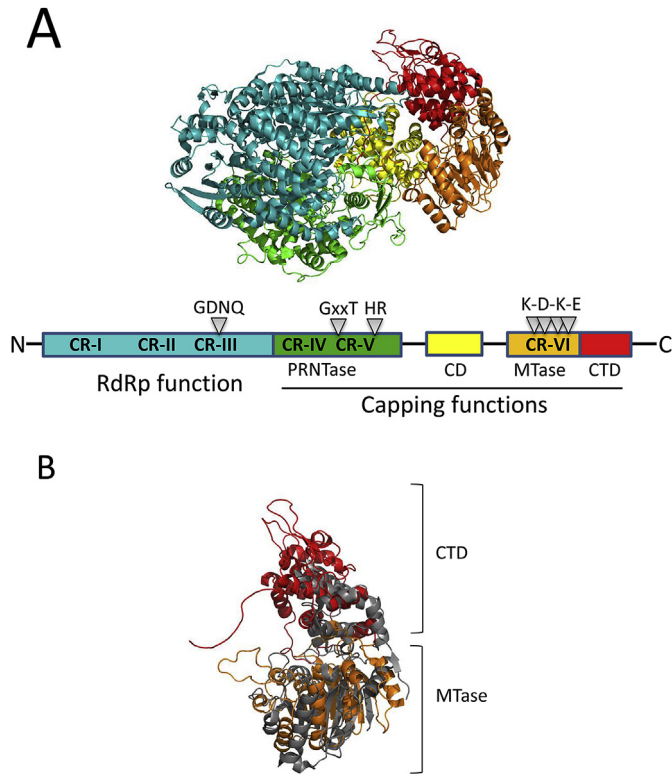 A
GDNQ GxxT HR K-D-K-E
N CR-I CR-II CR-III CR-IV CR-V CR-VI C
RdRp function PRNTase CD MTase CTD
Capping functions
B
CTD
MTase